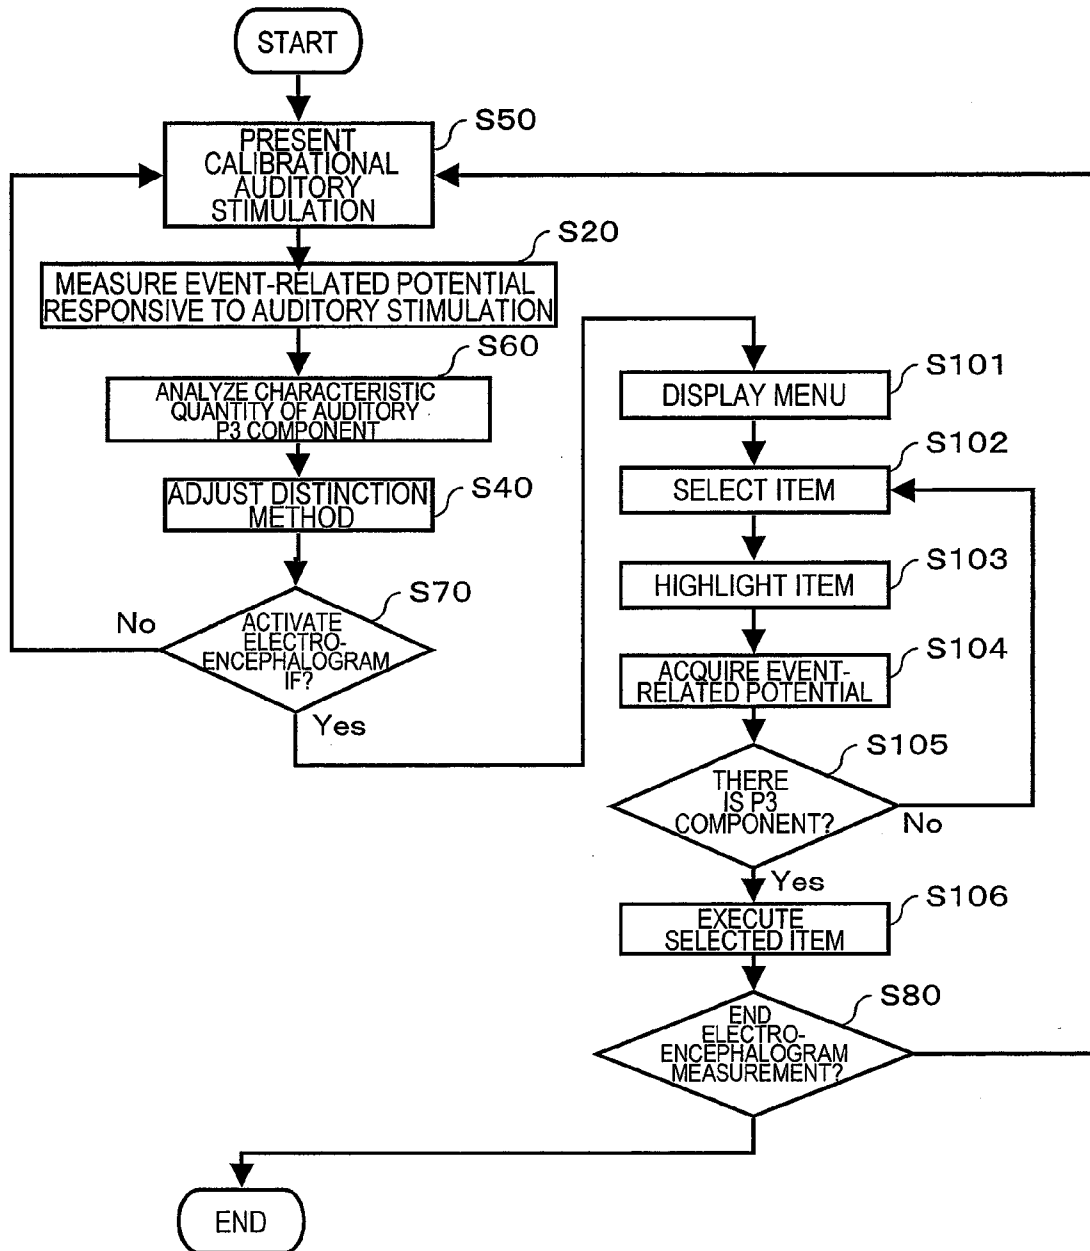 START
S50
PRESENT
CALIBRATIONAL
AUDITORY
STIMULATION
S20
MEASURE EVENT-RELATED POTENTIAL
RESPONSIVE TO AUDITORY STIMULATION
S60
ANALYZE CHARACTERISTIC
QUANTITY OF AUDITORY
P3 COMPONENT
S40
ADJUST DISTINCTION
METHOD
S70
ACTIVATE
ELECTRO-
ENCEPHALOGRAM
IF?
No
Yes
S101
DISPLAY MENU
S102
SELECT ITEM
S103
HIGHLIGHT ITEM
S104
ACQUIRE EVENT-
RELATED POTENTIAL
S105
THERE
IS P3
COMPONENT?
No
Yes
S106
EXECUTE
SELECTED ITEM
S80
END
ELECTRO-
ENCEPHALOGRAM
MEASUREMENT?
END